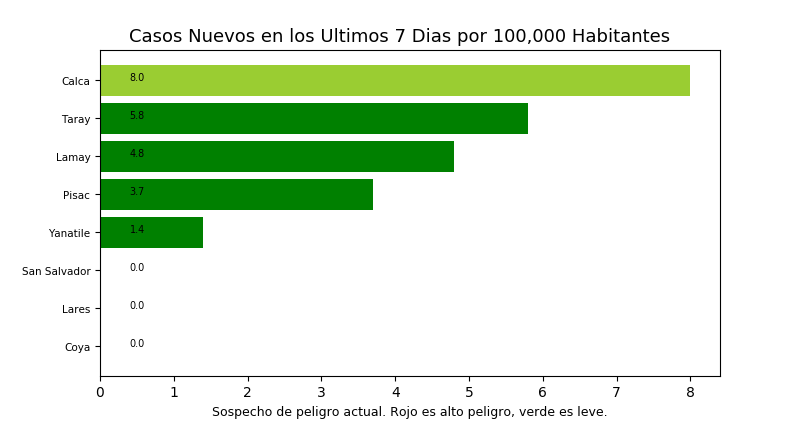 Casos Nuevos en los Ultimos 7 Dias por 100,000 Habitantes
Calca 8.0
Taray 5.8
Lamay 4.8
Pisac 3.7
Yanatile 1.4
San Salvador 0.0
Lares 0.0
Coya 0.0
0 1 2 3 4 5 6 7 8
Sospecho de peligro actual. Rojo es alto peligro, verde es leve.